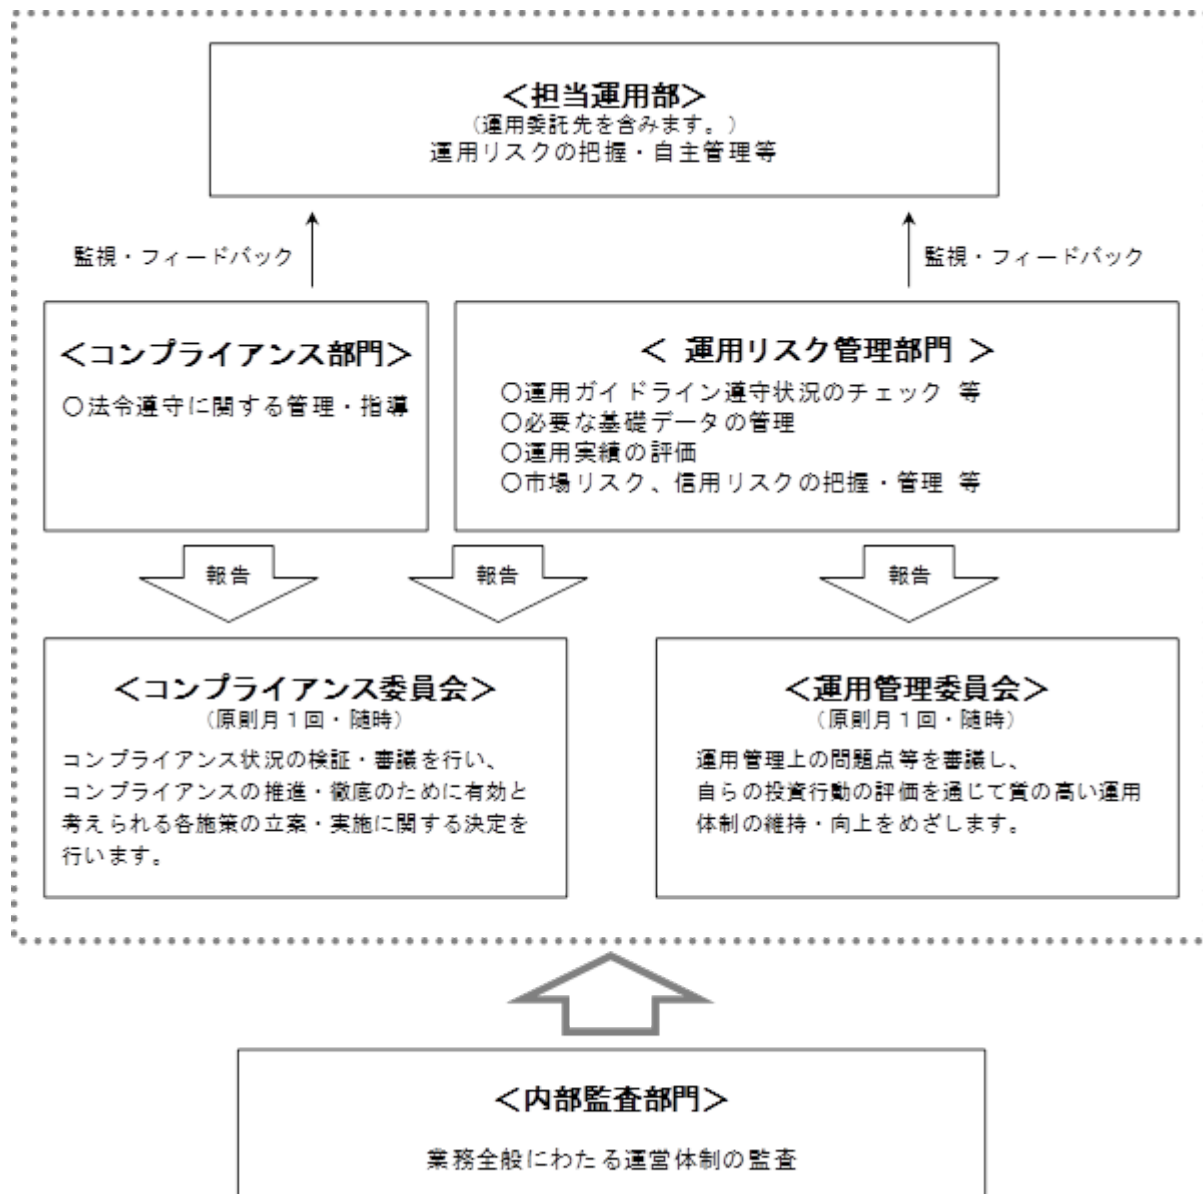 ＜担当運用部＞
（運用委託先を含みます。）
運用リスクの把握・自主管理等
監視・フィードバック
監視・フィードバック
＜コンプライアンス部門＞
○法令遵守に関する管理・指導
＜ 運用リスク管理部門 ＞
○運用ガイドライン遵守状況のチェック 等
○必要な基礎データの管理
○運用実績の評価
○市場リスク、信用リスクの把握・管理 等
報告
報告
報告
＜コンプライアンス委員会＞
（原則月１回・随時）
コンプライアンス状況の検証・審議を行い、
コンプライアンスの推進・徹底のために有効と
考えられる各施策の立案・実施に関する決定を
行います。
＜運用管理委員会＞
（原則月１回・随時）
運用管理上の問題点等を審議し、
自らの投資行動の評価を通じて質の高い運用
体制の維持・向上をめざします。
＜内部監査部門＞
業務全般にわたる運営体制の監査